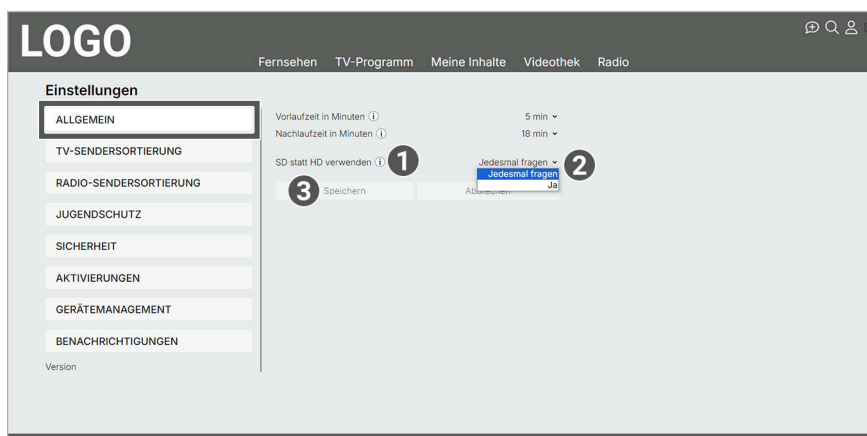 LOGO
Fernsehen TV-Programm Meine Inhalte Videothek Radio
Einstellungen
ALLGEMEIN
TV-SENDERSORTIERUNG
RADIO-SENDERSORTIERUNG
JUGENDSCHUTZ
SICHERHEIT
AKTIVIERUNGEN
GERÄTEMANAGEMENT
BENACHRICHTIGUNGEN
Version
Vorlaufzeit in Minuten 5 min
Nachlaufzeit in Minuten 18 min
SD statt HD verwenden 1 Jedesmal fragen 2
Jedesmal fragen
Ja
3 Speichern Abbrechen